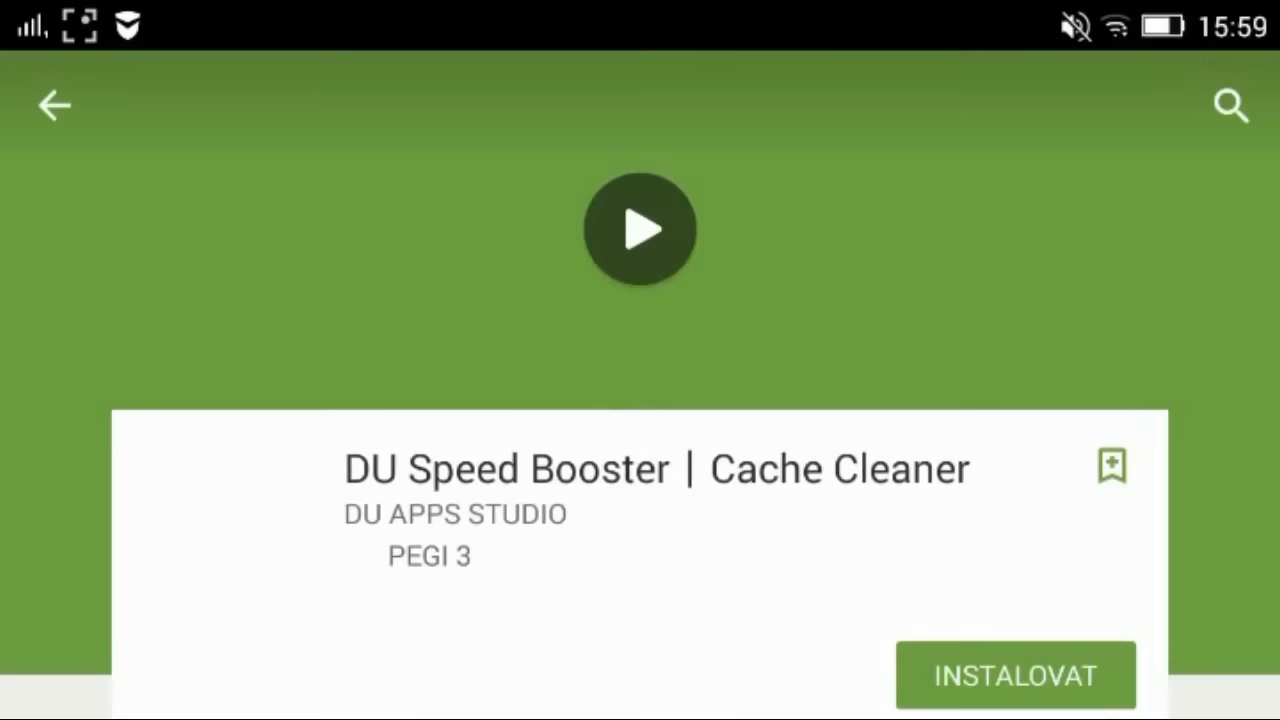 15:59
DU Speed Booster | Cache Cleaner
DU APPS STUDIO
PEGI 3
INSTALOVAT